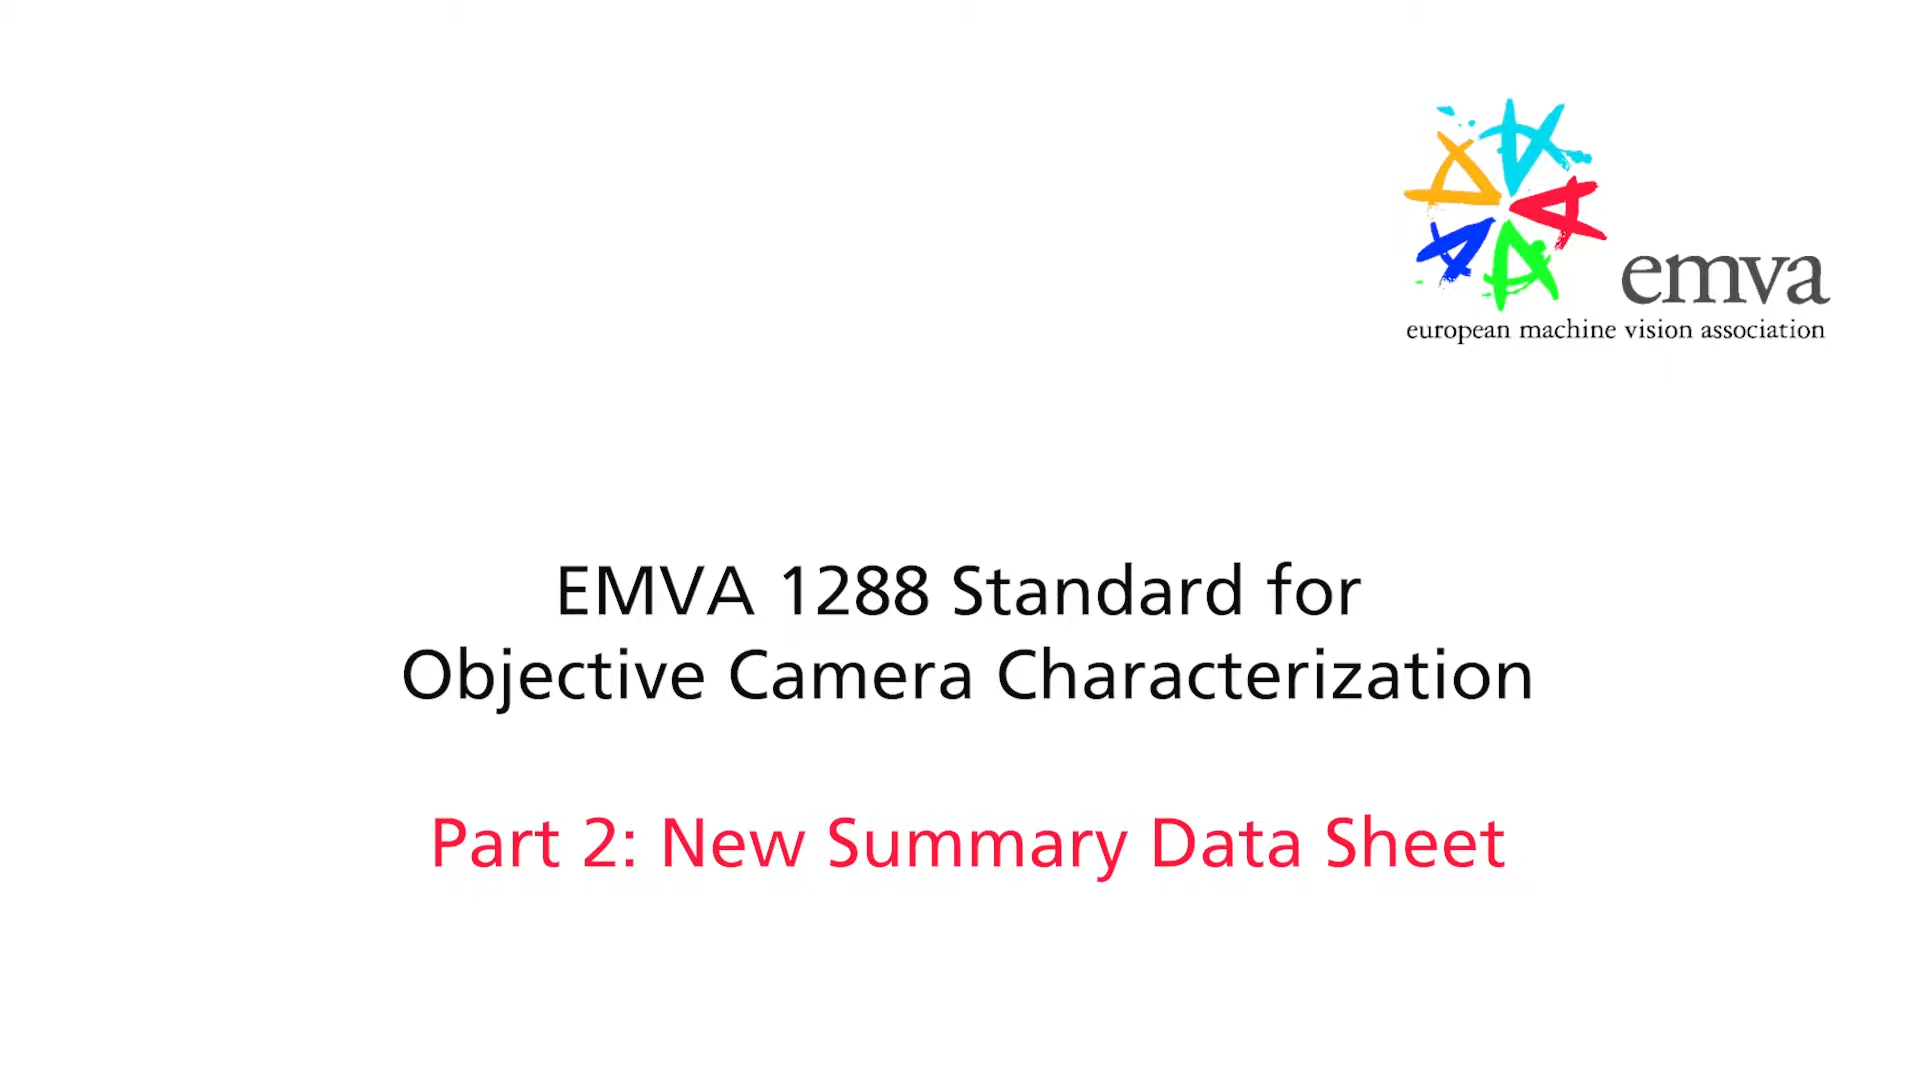 emva
european machine vision association
EMVA 1288 Standard for
Objective Camera Characterization
Part 2: New Summary Data Sheet